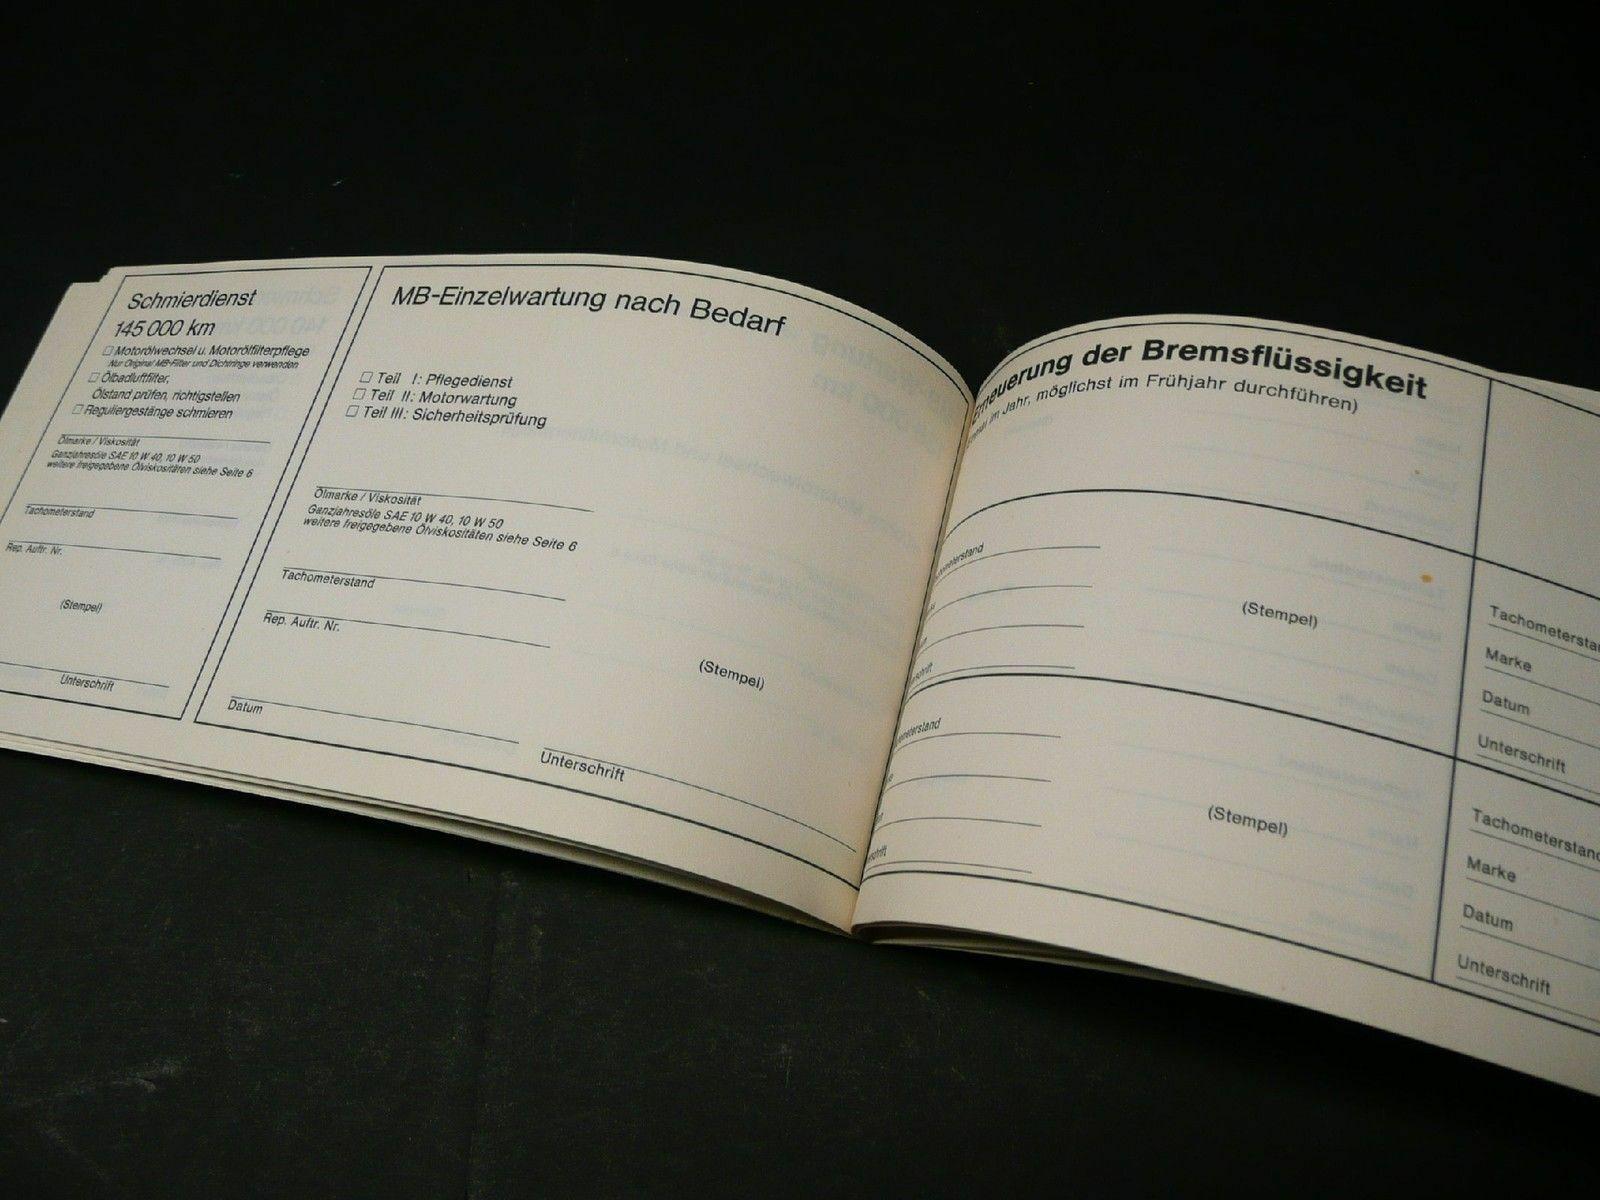 Schmierdienst
145 000 km
Motorölwechsel u. Motorölfilterpflege
Nur Original MB-Filter und Dichtringe verwenden
Ölbadluftfilter,
Ölstand prüfen, richtigstellen
Reguliergestänge schmieren
Ölmarke / Viskosität
Ganzjahresöle SAE 10 W 40, 10 W 50
weitere freigegebene Ölviskositäten siehe Seite 6
Tachometerstand
Rep. Auftr. Nr.
(Stempel)
Unterschrift
MB-Einzelwartung nach Bedarf
Teil I: Pflegedienst
Teil II: Motorwartung
Teil III: Sicherheitsprüfung
Ölmarke / Viskosität
Ganzjahresöle SAE 10 W 40, 10 W 50
weitere freigegebene Ölviskositäten siehe Seite 6
Tachometerstand
Rep. Auftr. Nr.
(Stempel)
Datum
Unterschrift
Erneuerung der Bremsflüssigkeit
im Jahr, möglichst im Frühjahr durchführen)
(Stempel)
(Stempel)
Tachometerstand
Marke
Datum
Unterschrift
Tachometerstand
Marke
Datum
Unterschrift